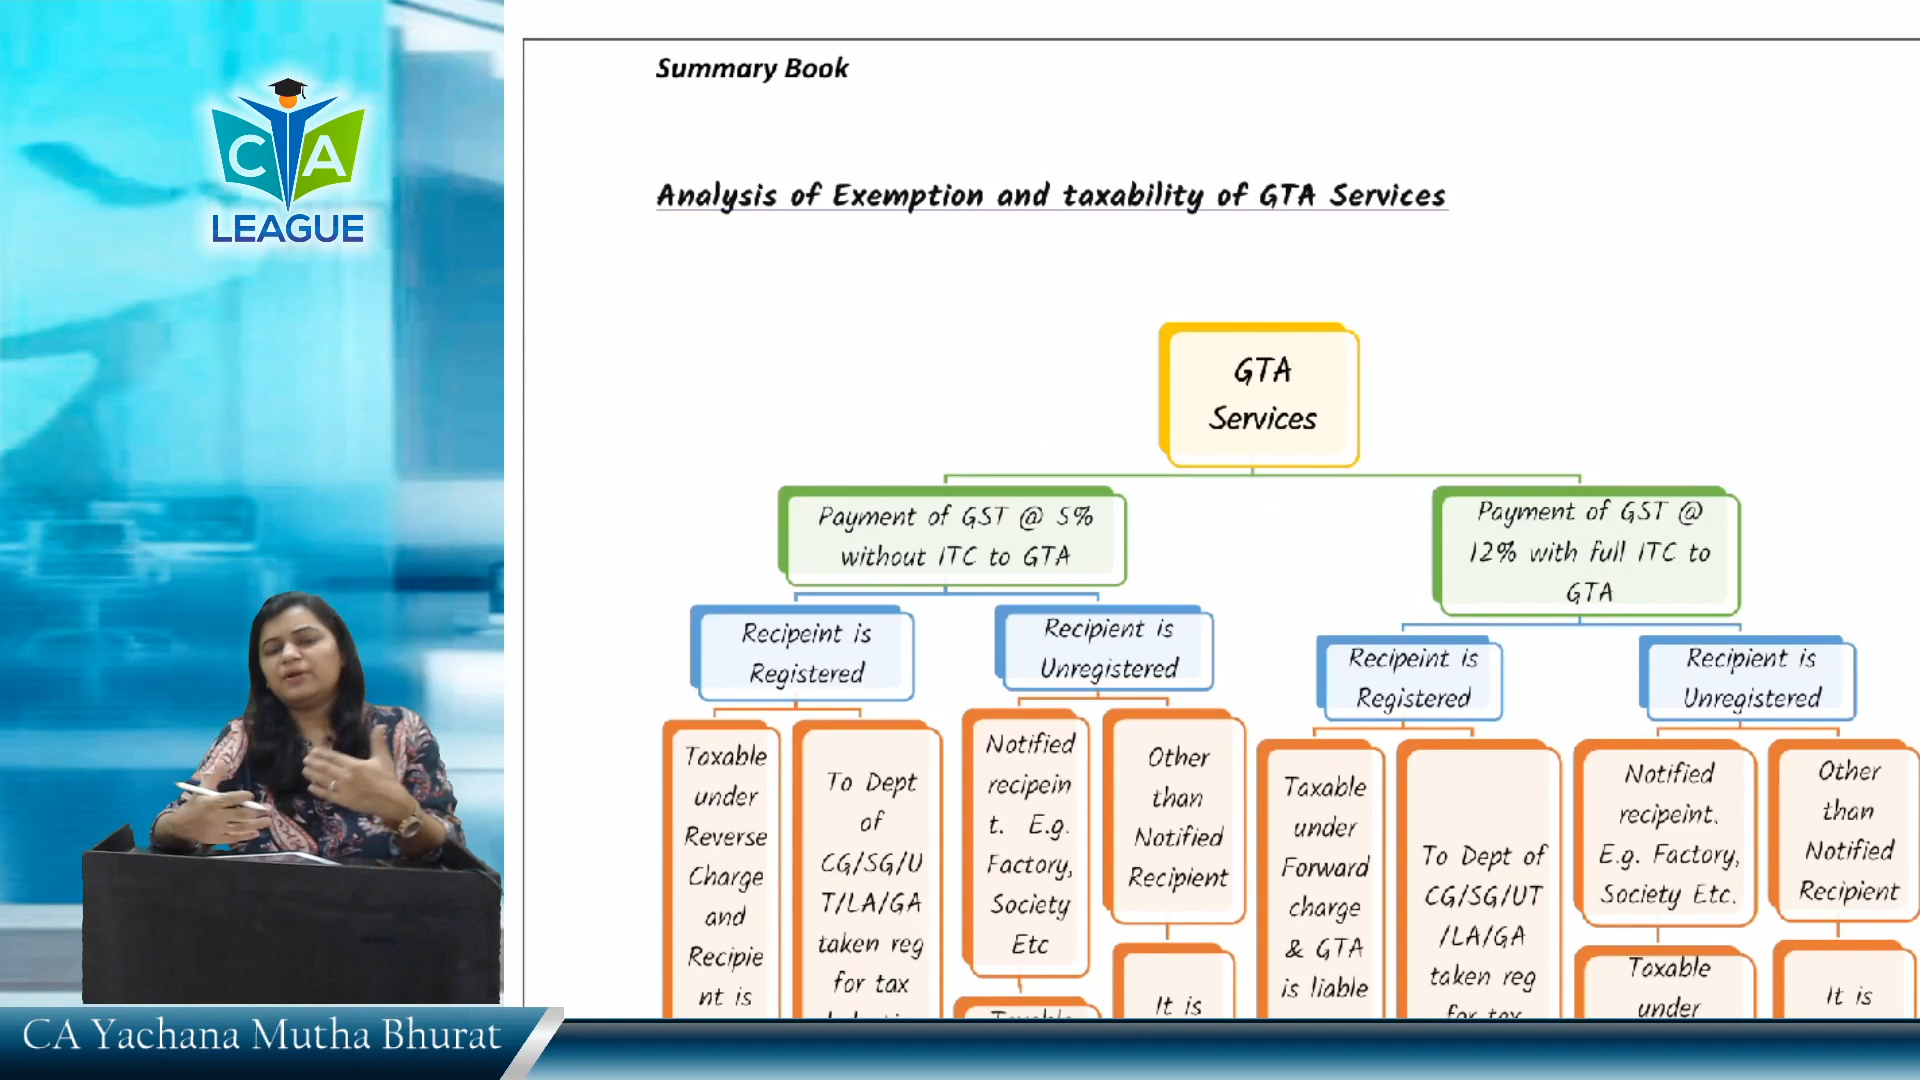 CA
LEAGUE
Summary Book
Analysis of Exemption and taxability of GTA Services
GTA
Services
Payment of GST @ 5%
without ITC to GTA
Payment of GST @
12% with full ITC to
GTA
Recipeint is
Registered
Recipient is
Unregistered
Recipeint is
Registered
Recipient is
Unregistered
Taxable
under
Reverse
Charge
and
Recipie
nt is
To Dept
of
CG/SG/U
T/LA/GA
taken reg
for tax
Notified
recipein
t. E.g.
Factory,
Society
Etc
Taxable
Other
than
Notified
Recipient
It is
Taxable
under
Forward
charge
& GTA
is liable
To Dept of
CG/SG/UT
/LA/GA
taken reg
for tax
Notified
recipeint.
E.g. Factory,
Society Etc.
Taxable
under
Other
than
Notified
Recipient
It is
CA Yachana Mutha Bhurat